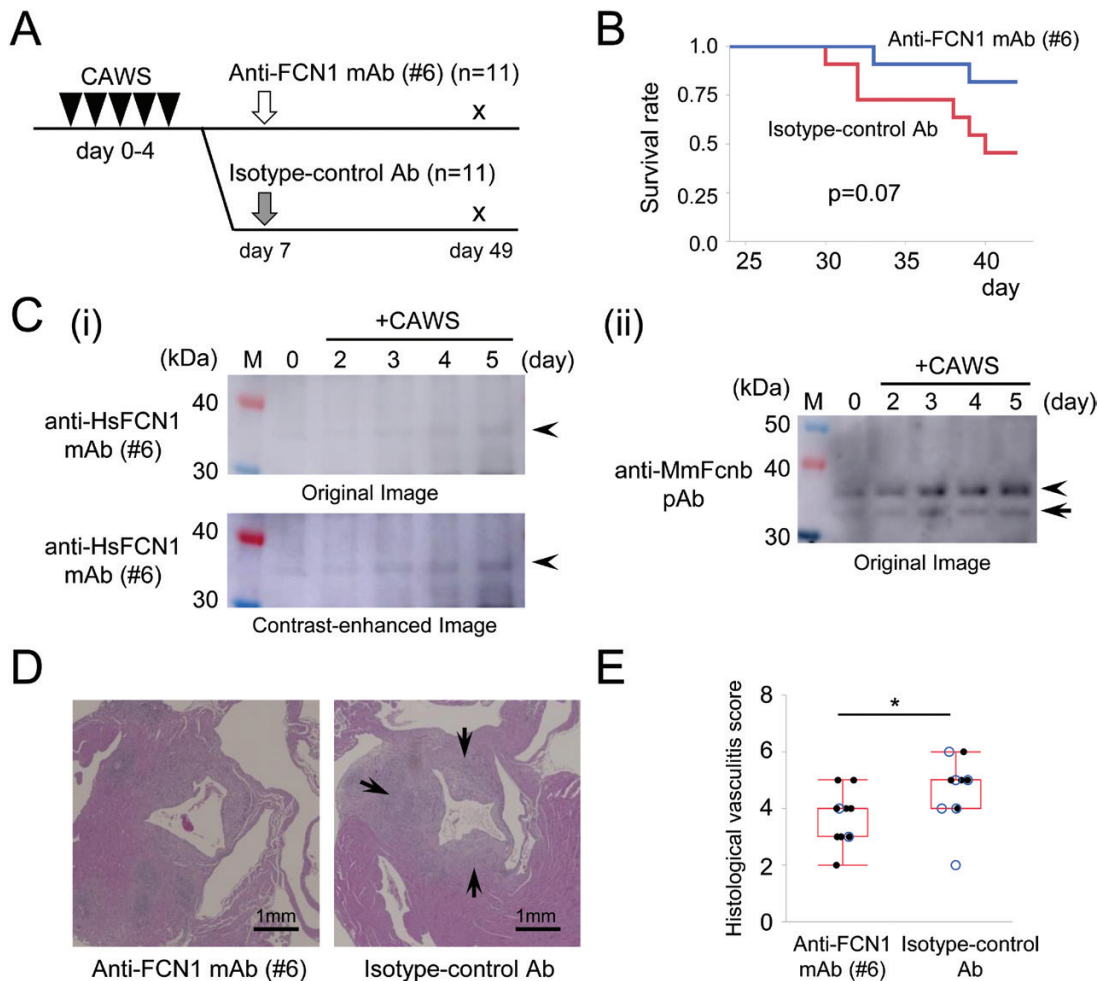 A
CAWS
day 0-4
Anti-FCN1 mAb (#6) (n=11)
x
Isotype-control Ab (n=11)
x
day 7
day 49
B
Survival rate
1.0
0.75
0.5
0.25
0.0
Anti-FCN1 mAb (#6)
Isotype-control Ab
p=0.07
25
30
35
40
day
C
(i)
+CAWS
(kDa)
M
0
2
3
4
5
(day)
anti-HsFCN1
mAb (#6)
40
30
Original Image
anti-HsFCN1
mAb (#6)
40
30
Contrast-enhanced Image
(ii)
+CAWS
(kDa)
M
0
2
3
4
5
(day)
50
40
30
anti-MmFcnb
pAb
Original Image
D
1mm
Anti-FCN1 mAb (#6)
1mm
Isotype-control Ab
E
Histological vasculitis score
8
6
4
2
0
*
Anti-FCN1
mAb (#6)
Isotype-control
Ab